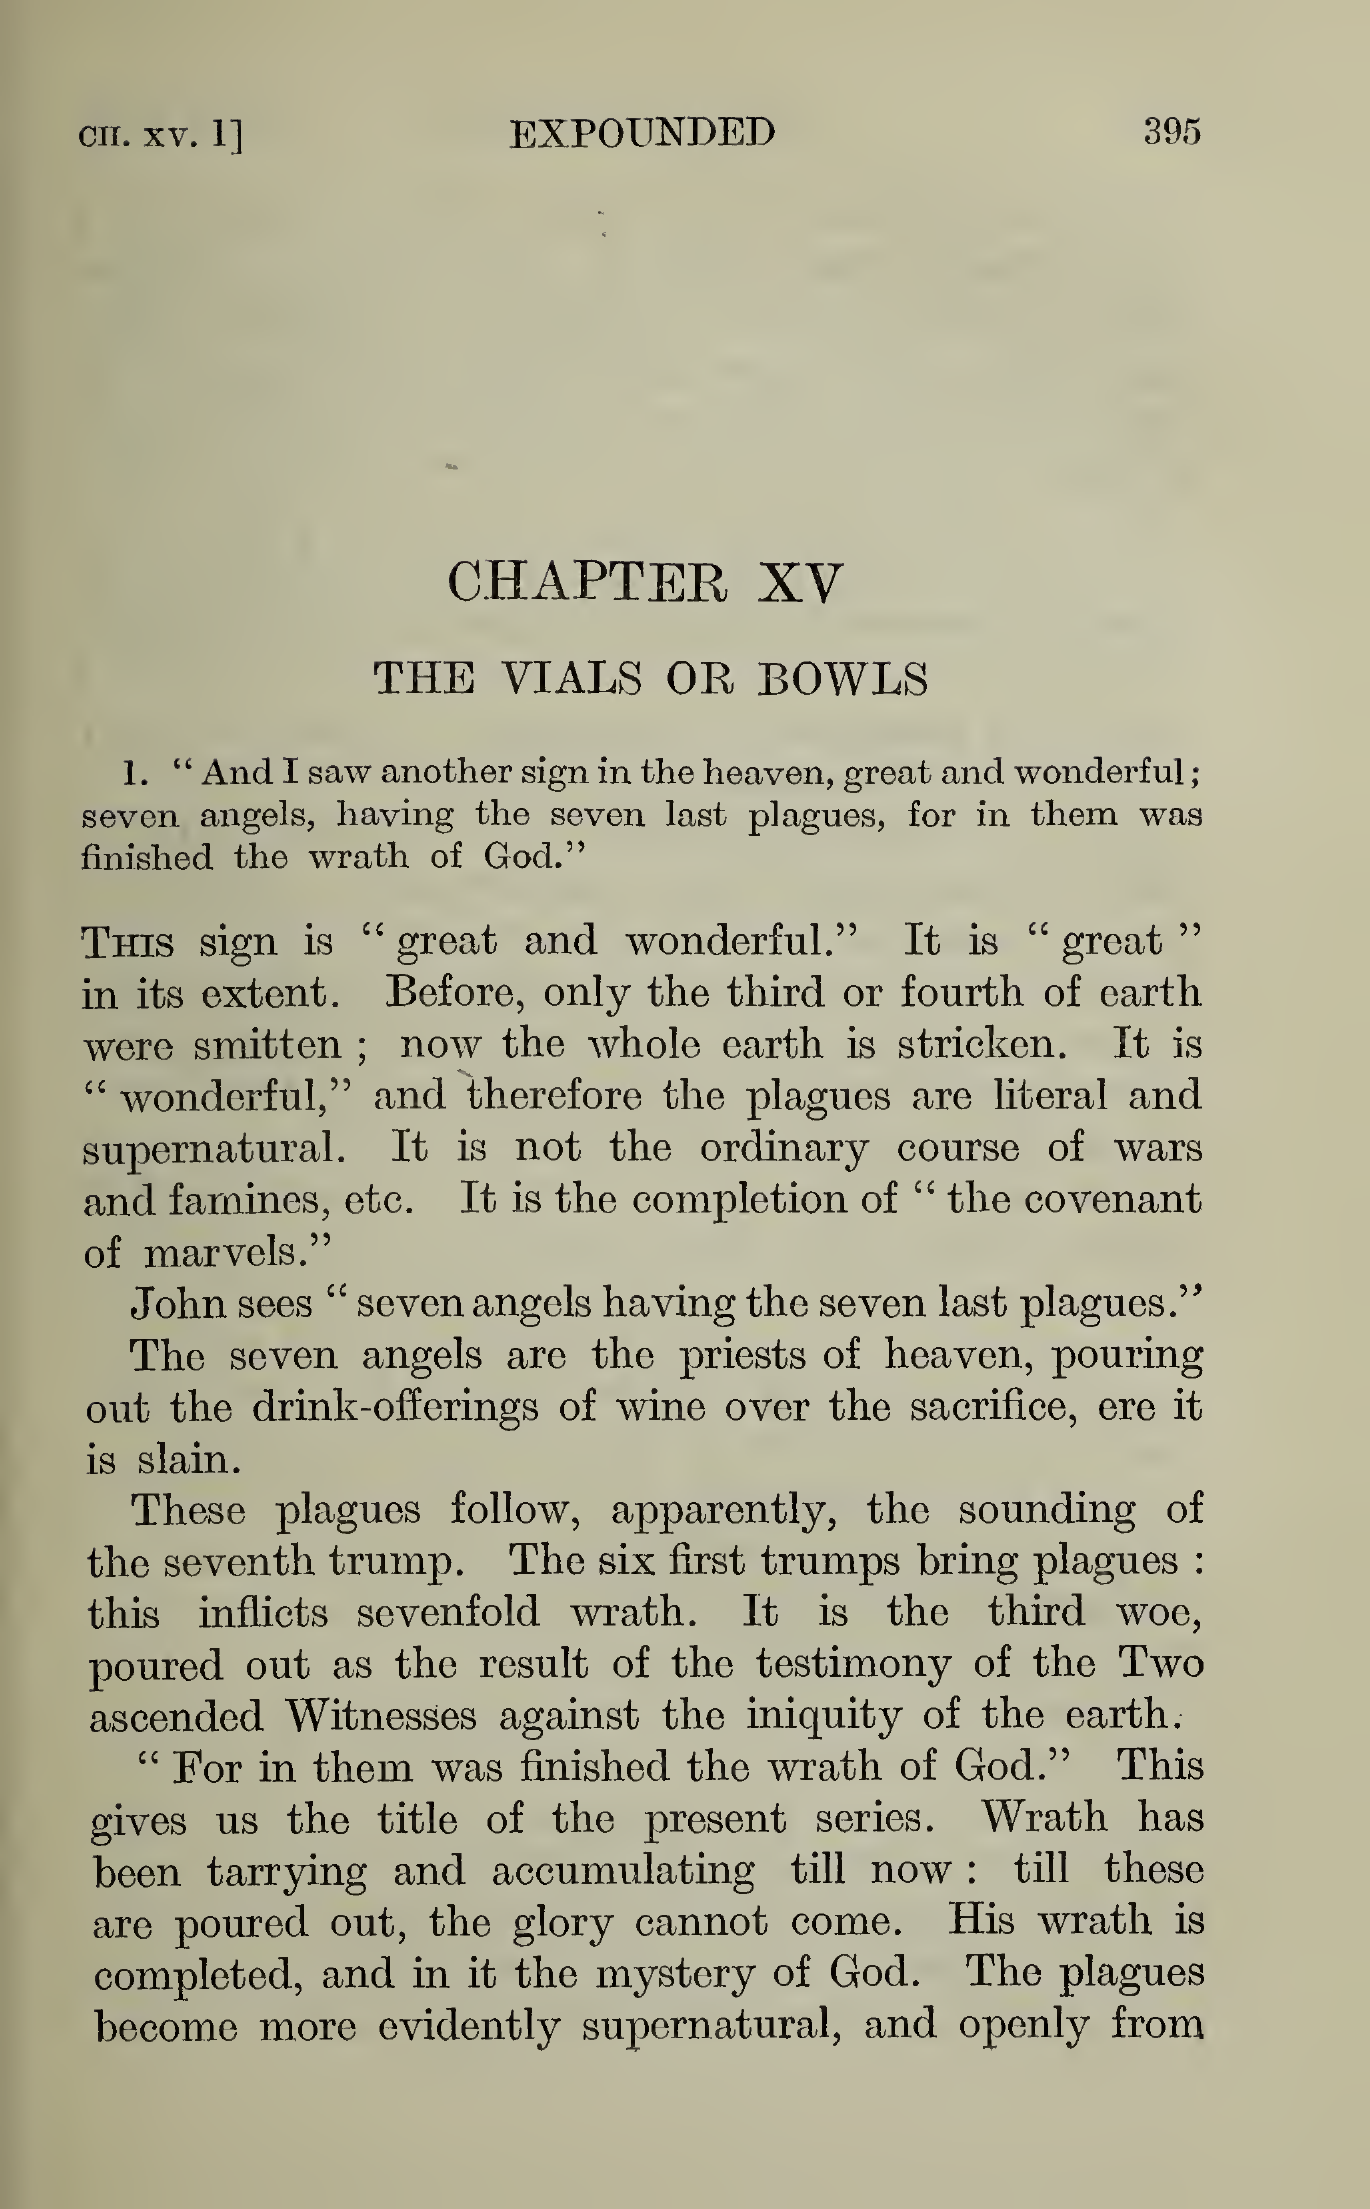 CH. XV. 1] EXPOUNDED 395
CHAPTER XV
THE VIALS OR BOWLS
1. “ And I saw another sign in the heaven, great and wonderful ;
seven angels, having the seven last plagues, for in them was
finished the wrath of God.”
THIS sign is “ great and wonderful.” It is “ great ”
in its extent. Before, only the third or fourth of earth
were smitten ; now the whole earth is stricken. It is
“ wonderful,” and therefore the plagues are literal and
supernatural. It is not the ordinary course of wars
and famines, etc. It is the completion of “ the covenant
of marvels.”
John sees “ seven angels having the seven last plagues.”
The seven angels are the priests of heaven, pouring
out the drink-offerings of wine over the sacrifice, ere it
is slain.
These plagues follow, apparently, the sounding of
the seventh trump. The six first trumps bring plagues :
this inflicts sevenfold wrath. It is the third woe,
poured out as the result of the testimony of the Two
ascended Witnesses against the iniquity of the earth.
“ For in them was finished the wrath of God.” This
gives us the title of the present series. Wrath has
been tarrying and accumulating till now : till these
are poured out, the glory cannot come. His wrath is
completed, and in it the mystery of God. The plagues
become more evidently supernatural, and openly from